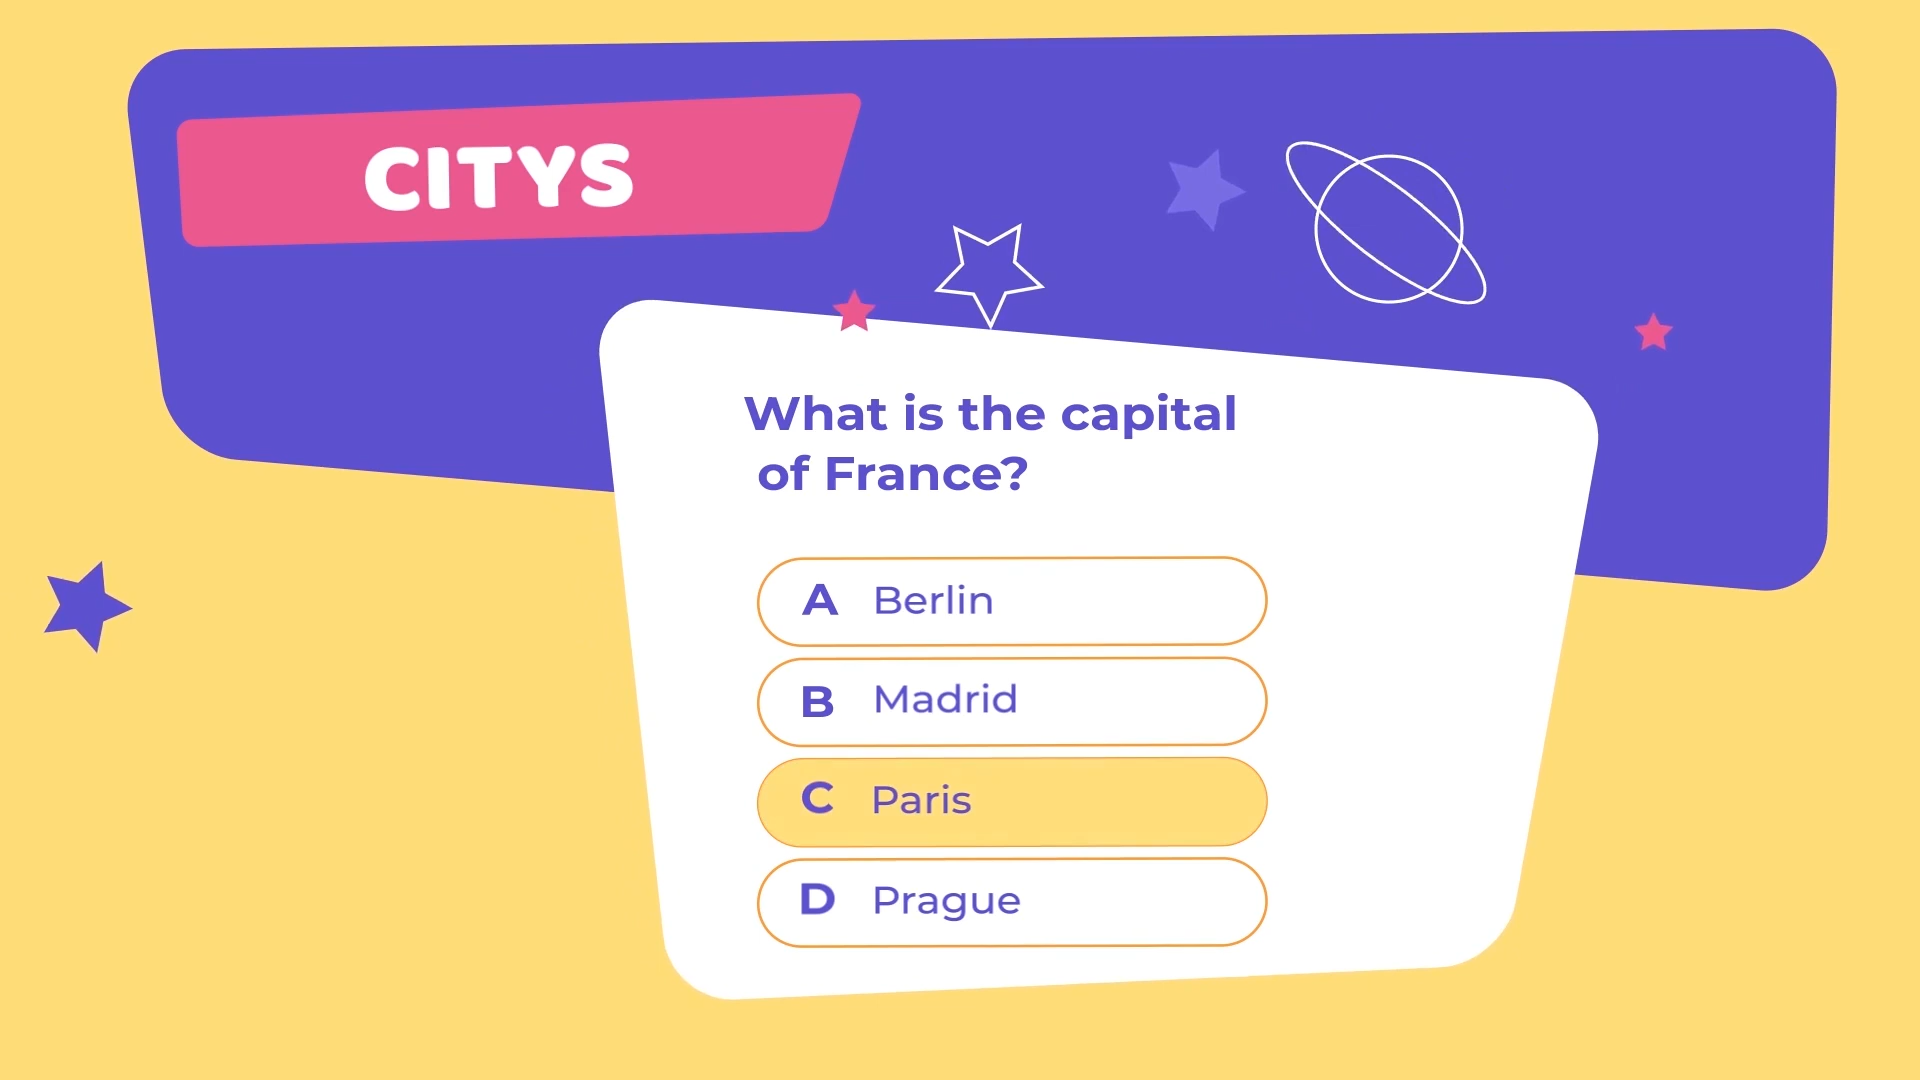 CITYS
What is the capital
of France?
A Berlin
B Madrid
C Paris
D Prague